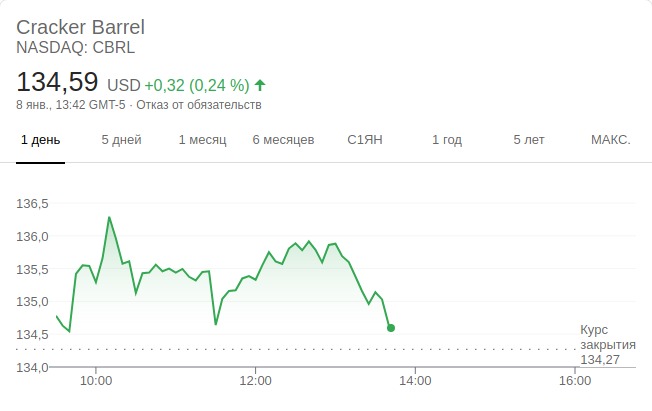 Cracker Barrel
NASDAQ: CBRL
134,59 USD +0,32 (0,24 %)
8 янв., 13:42 GMT-5 · Отказ от обязательств
1 день 5 дней 1 месяц 6 месяцев С1ЯН 1 год 5 лет МАКС.
136,5
136,0
135,5
135,0
134,5
134,0
Курс
закрытия
134,27
10:00 12:00 14:00 16:00